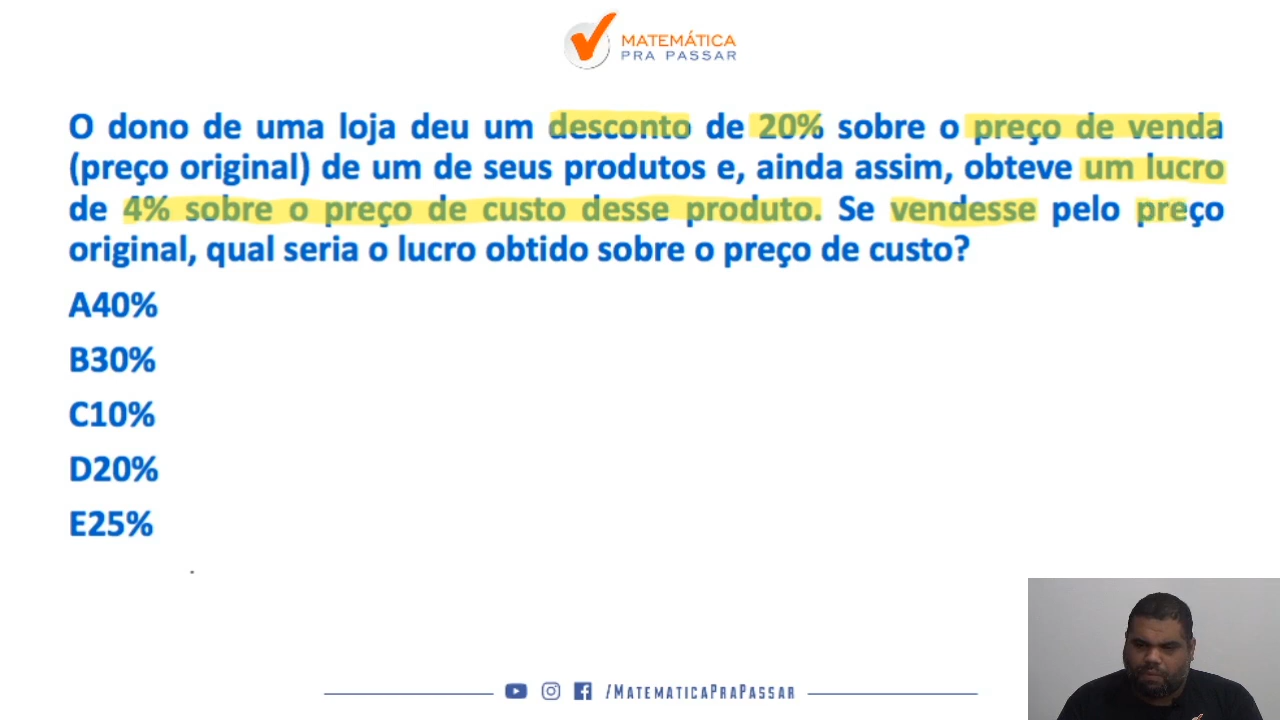 MATEMÁTICA
PRA PASSAR
O dono de uma loja deu um desconto de 20% sobre o preço de venda
(preço original) de um de seus produtos e, ainda assim, obteve um lucro
de 4% sobre o preço de custo desse produto. Se vendesse pelo preço
original, qual seria o lucro obtido sobre o preço de custo?
A40%
B30%
C10%
D20%
E25%
/MATEMATICAPRAPASSAR